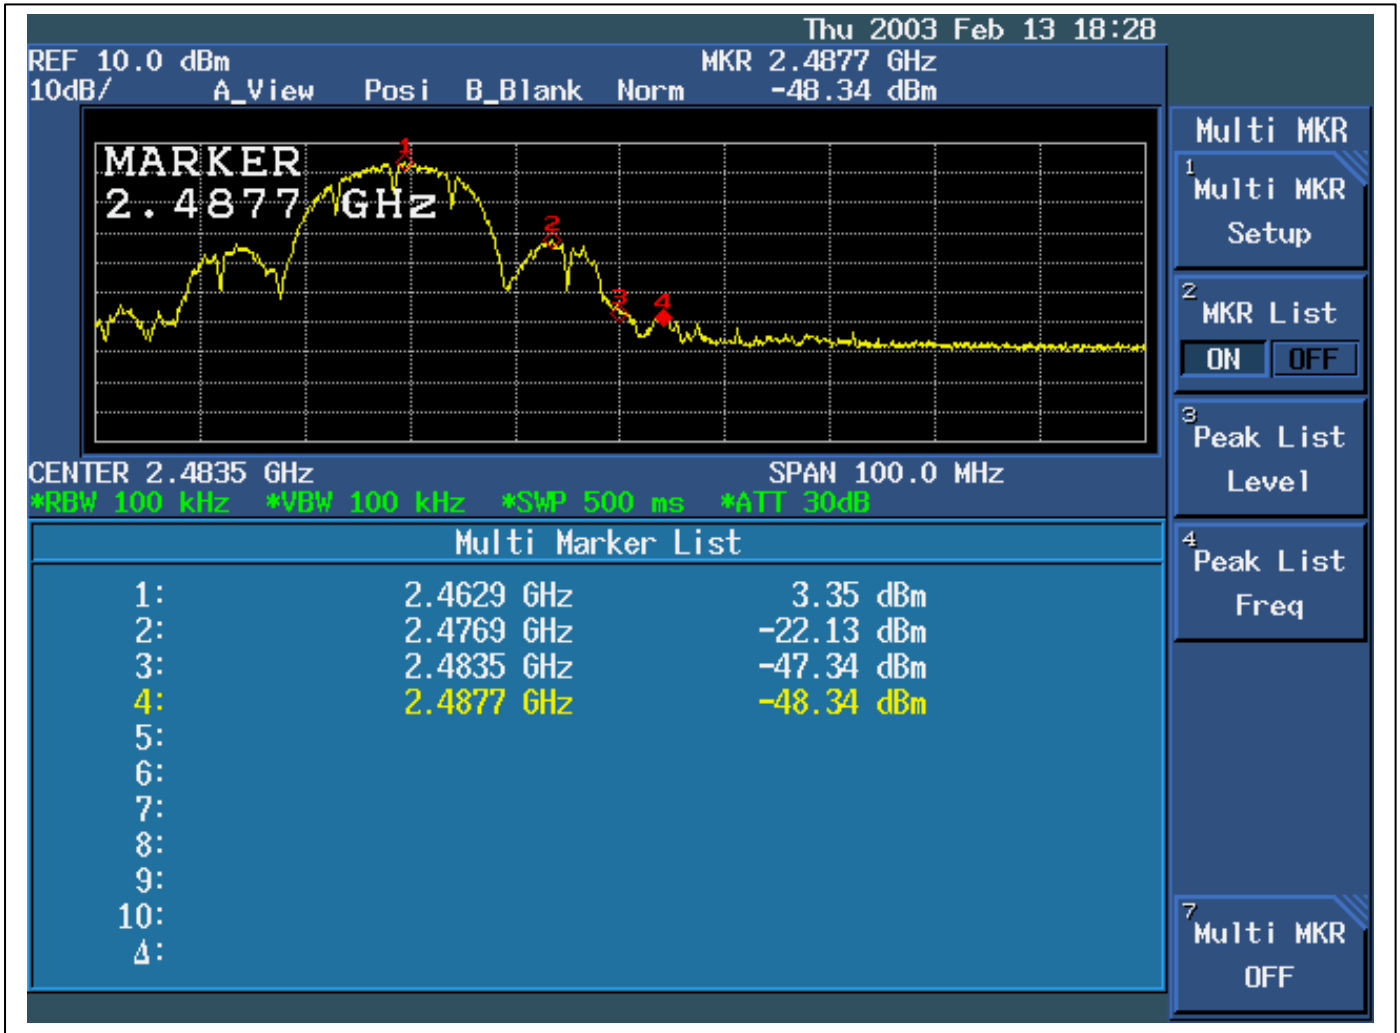 Thu 2003 Feb 13 18:28
REF 10.0 dBm MKR 2.4877 GHz
10dB/ A_View Posi B_Blank Norm -48.34 dBm
MARKER
2.4877 GHz
1
2
3
4
CENTER 2.4835 GHz SPAN 100.0 MHz
*RBW 100 kHz *VBW 100 kHz *SWP 500 ms *ATT 30dB
Multi Marker List
1: 2.4629 GHz 3.35 dBm
2: 2.4769 GHz -22.13 dBm
3: 2.4835 GHz -47.34 dBm
4: 2.4877 GHz -48.34 dBm
5:
6:
7:
8:
9:
10:
Δ:
Multi MKR
1
Multi MKR
Setup
2
MKR List
ON OFF
3
Peak List
Level
4
Peak List
Freq
7
Multi MKR
OFF